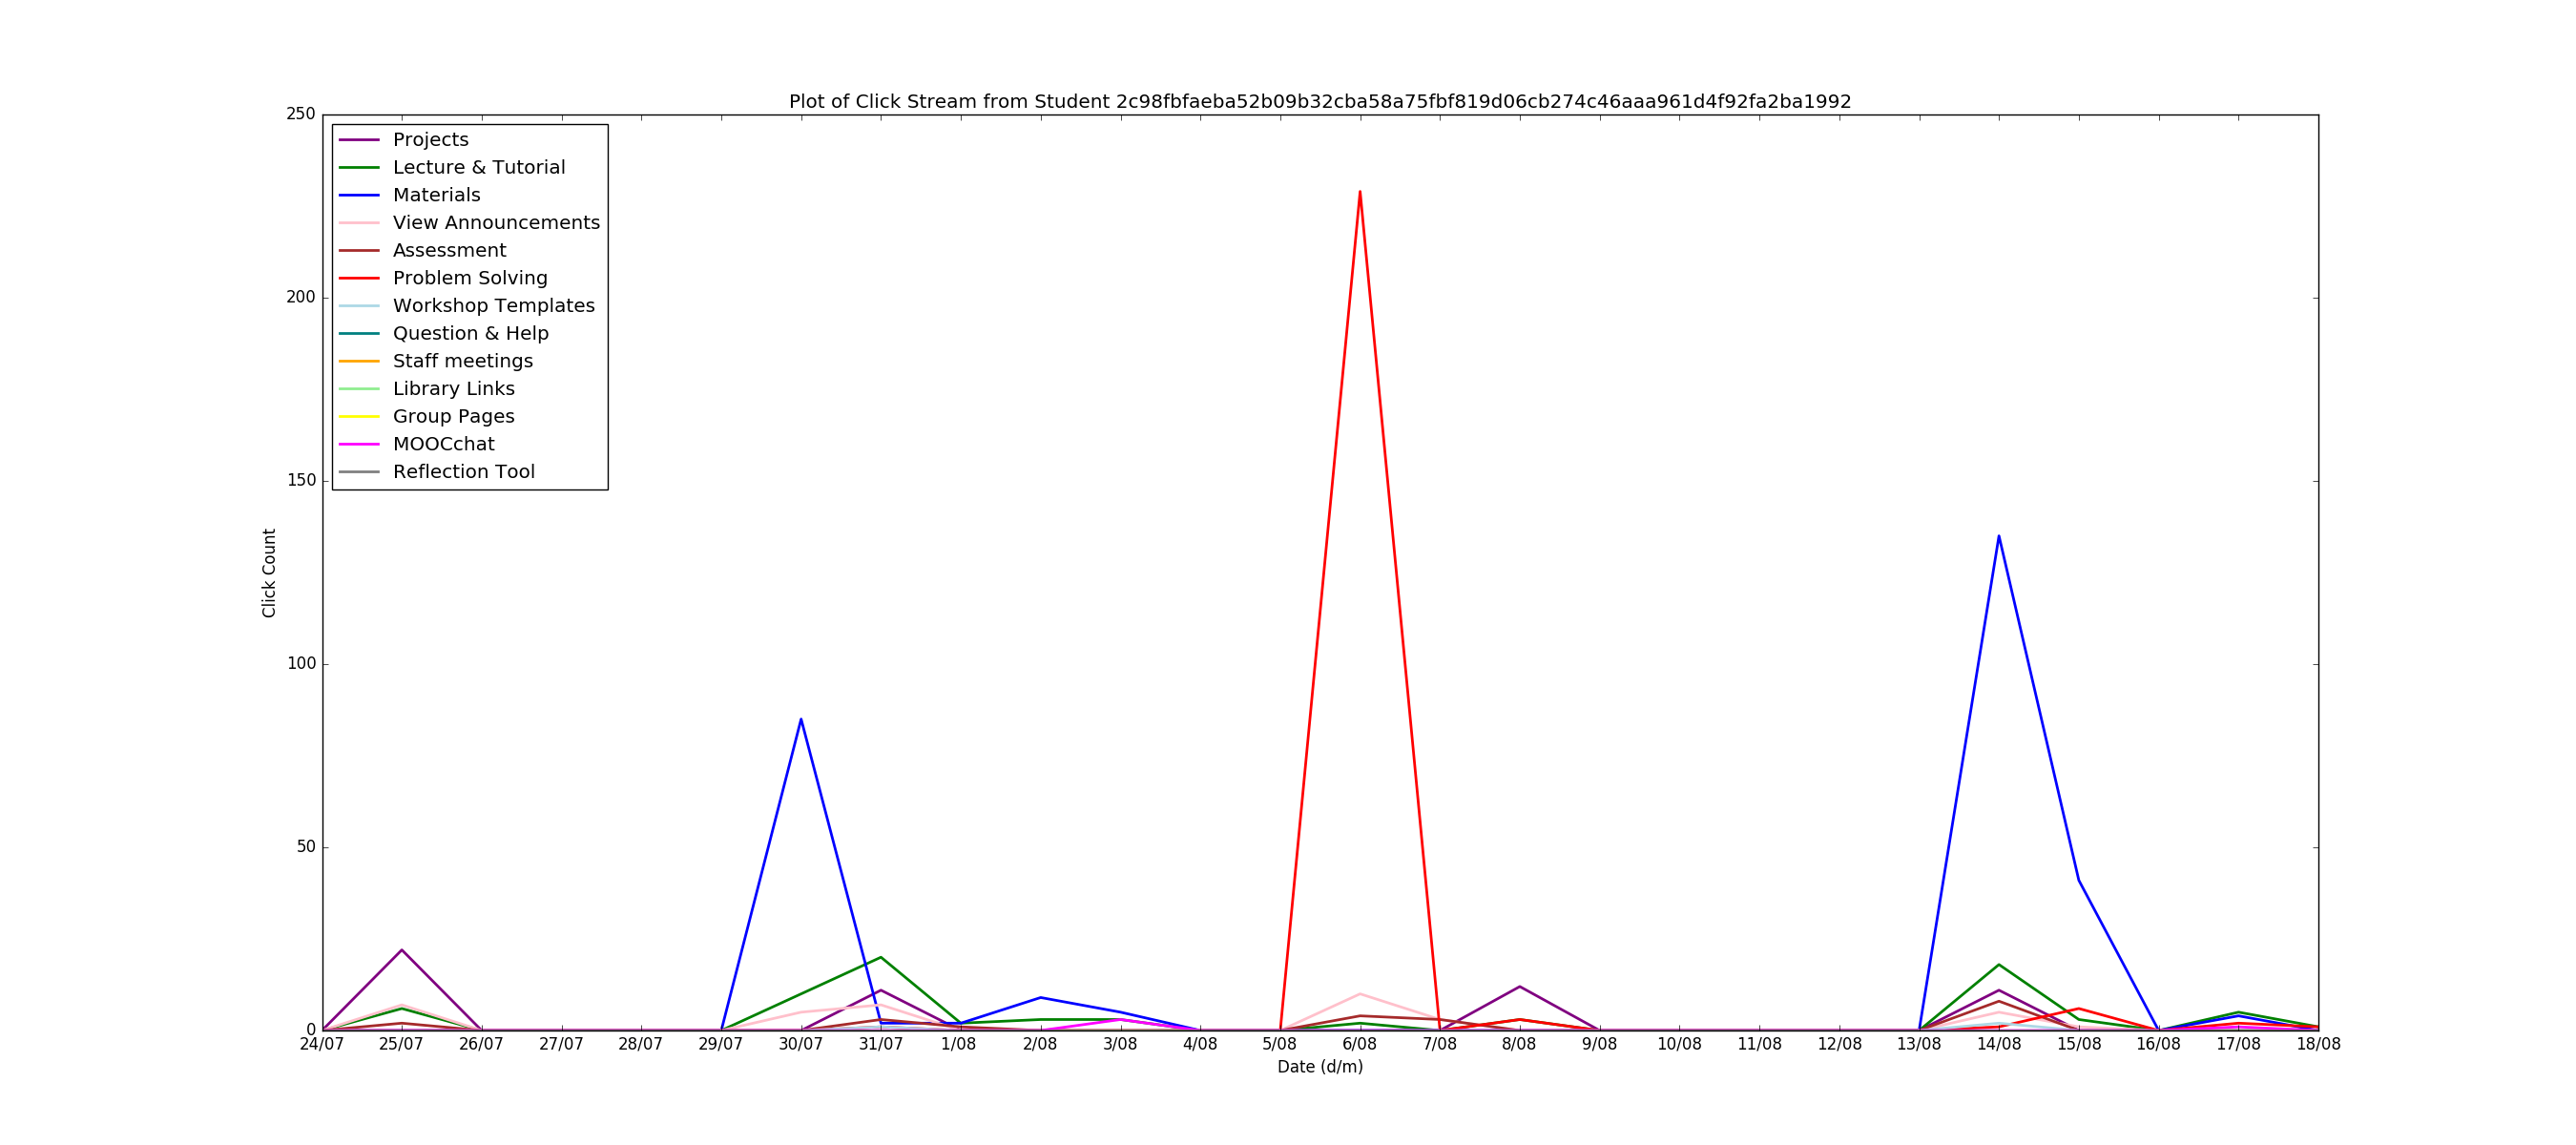 Plot of Click Stream from Student 2c98fbfaeba52b09b32cba58a75fbf819d06cb274c46aaa961d4f92fa2ba1992
250
200
150
100
50
0
Click Count
Projects
Lecture & Tutorial
Materials
View Announcements
Assessment
Problem Solving
Workshop Templates
Question & Help
Staff meetings
Library Links
Group Pages
MOOCchat
Reflection Tool
24/07 25/07 26/07 27/07 28/07 29/07 30/07 31/07 1/08 2/08 3/08 4/08 5/08 6/08 7/08 8/08 9/08 10/08 11/08 12/08 13/08 14/08 15/08 16/08 17/08 18/08
Date (d/m)